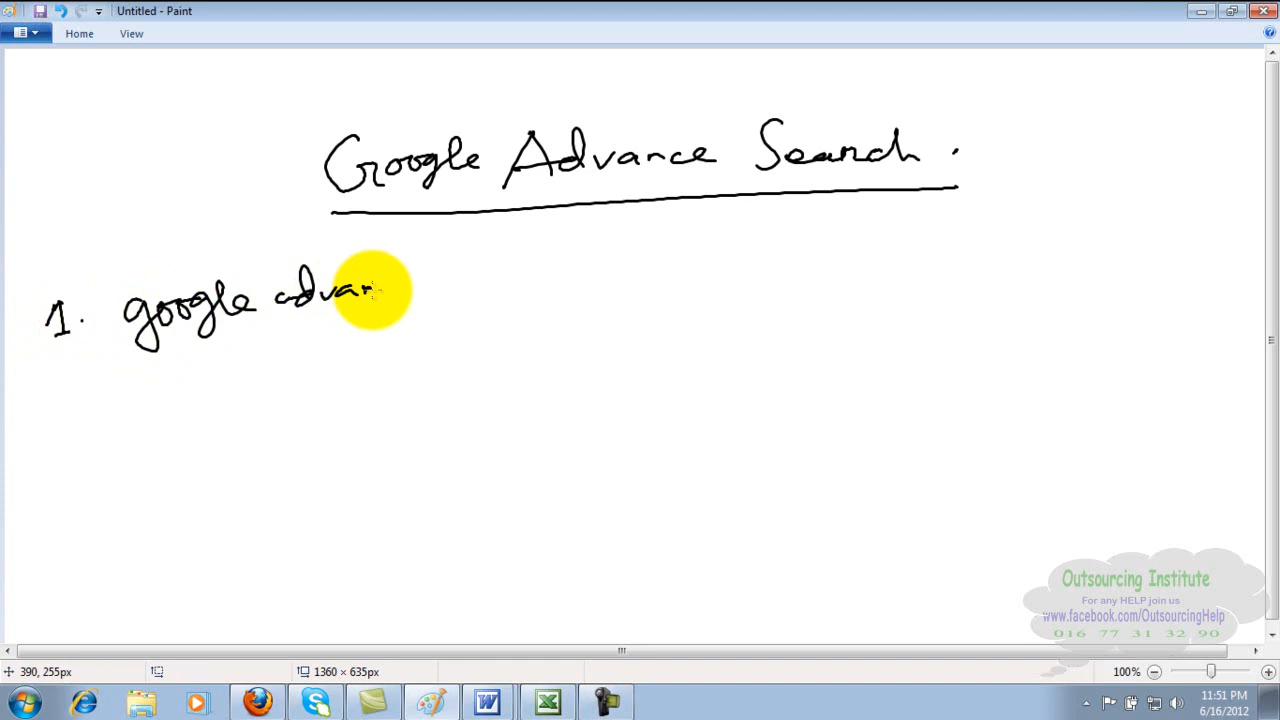 Untitled - Paint
Home View
Google Advance Search .
1. google advan
Outsourcing Institute
For any HELP join us
www.facebook.com/OutsourcingHelp
016 77 31 32 90
390, 255px
1360 × 635px
100%
11:51 PM
6/16/2012